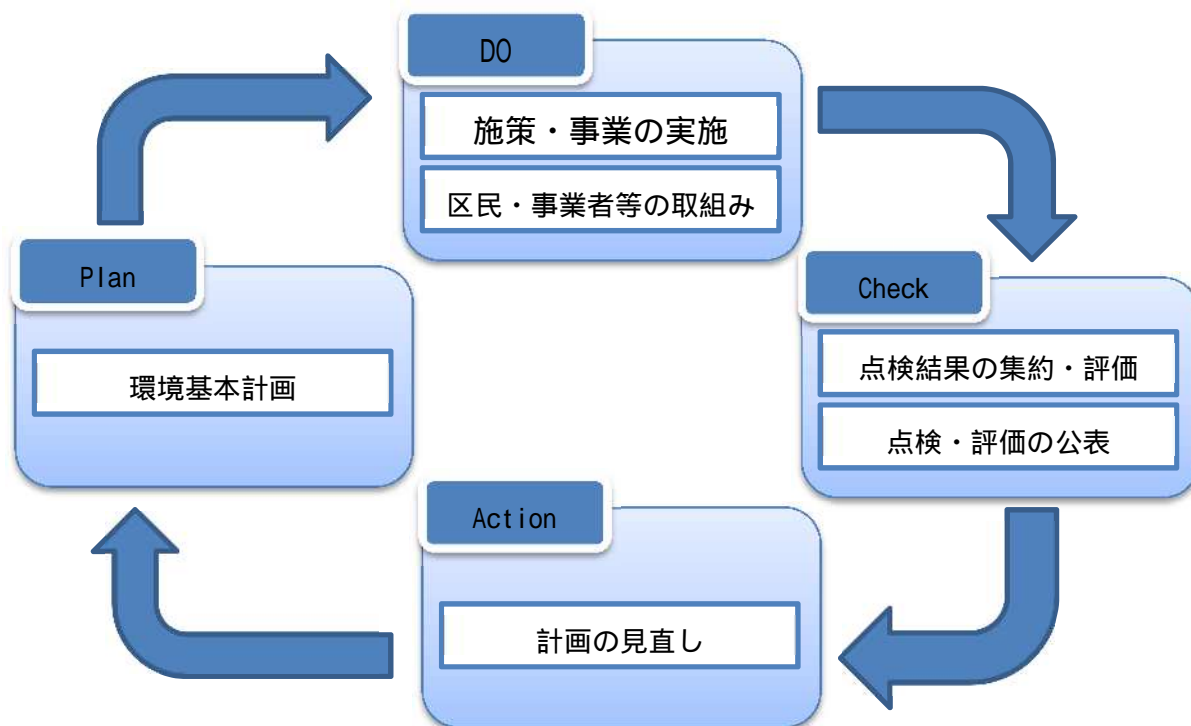 DO
施策・事業の実施
区民・事業者等の取組み
Plan
環境基本計画
Check
点検結果の集約・評価
点検・評価の公表
Action
計画の見直し